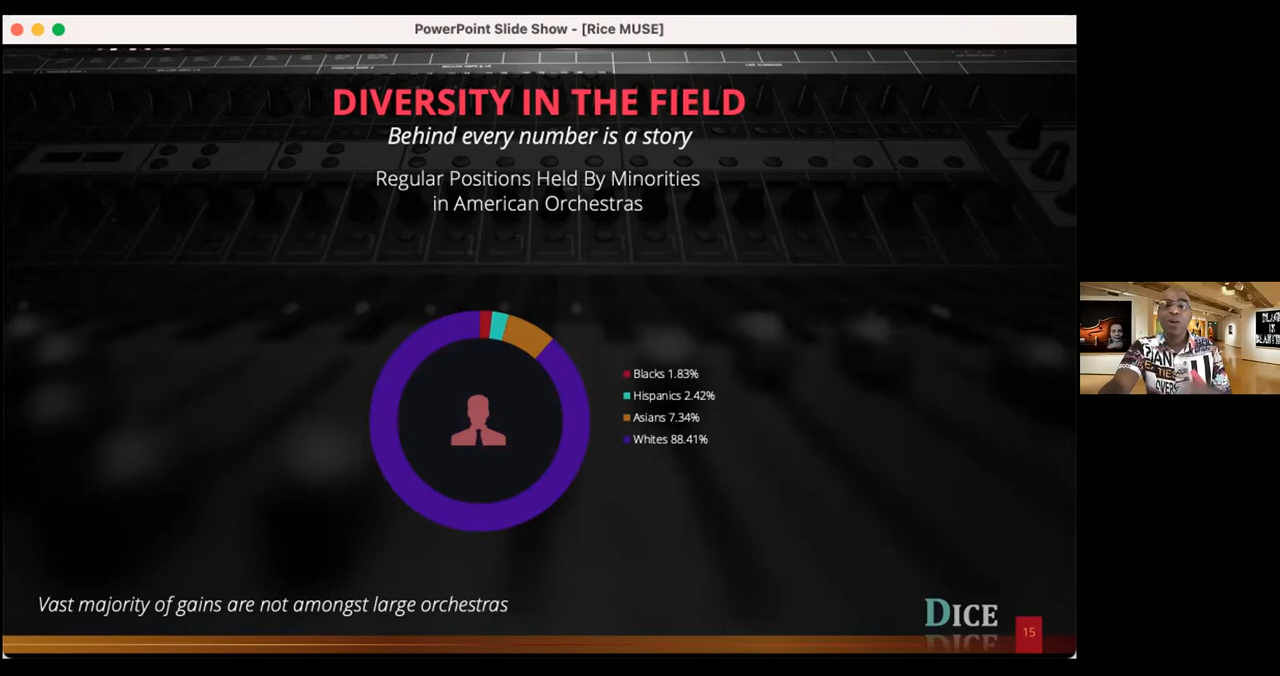 PowerPoint Slide Show - [Rice MUSE]
DIVERSITY IN THE FIELD
Behind every number is a story
Regular Positions Held By Minorities
in American Orchestras
Blacks 1.83%
Hispanics 2.42%
Asians 7.34%
Whites 88.41%
Vast majority of gains are not amongst large orchestras
DICE
15
BLACK
IS